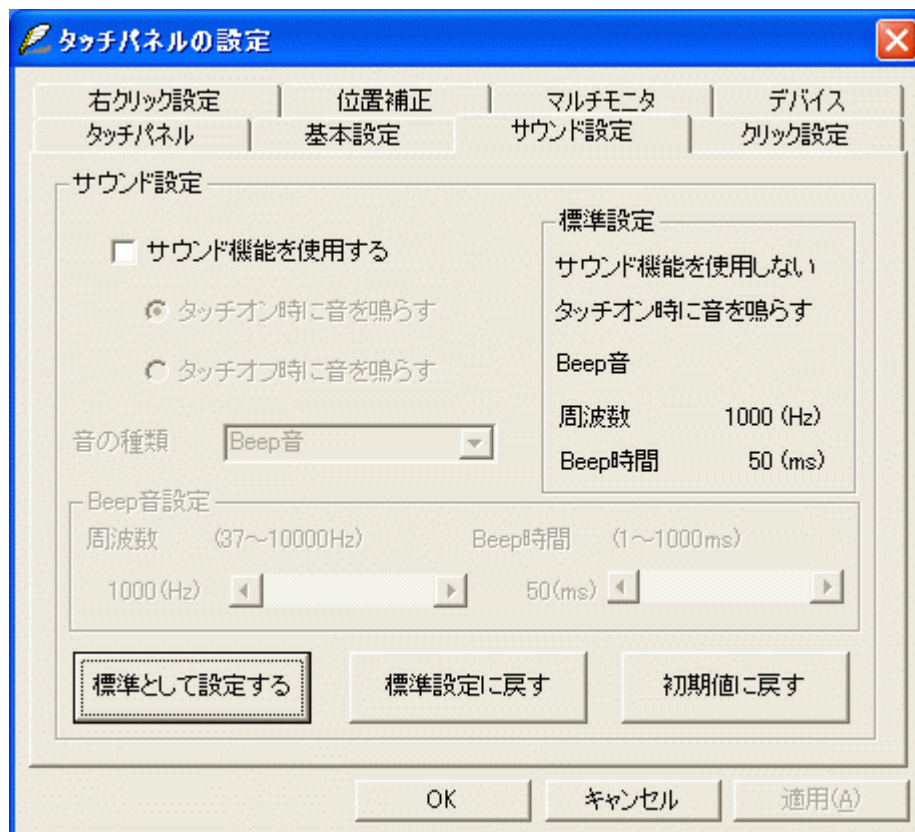 タッチパネルの設定
右クリック設定 位置補正 マルチモニタ デバイス
タッチパネル 基本設定 サウンド設定 クリック設定
サウンド設定
サウンド機能を使用する
タッチオン時に音を鳴らす
タッチオフ時に音を鳴らす
音の種類 Beep音
標準設定
サウンド機能を使用しない
タッチオン時に音を鳴らす
Beep音
周波数 1000 (Hz)
Beep時間 50 (ms)
Beep音設定
周波数 (37～10000Hz) Beep時間 (1～1000ms)
1000(Hz) 50(ms)
標準として設定する 標準設定に戻す 初期値に戻す
OK キャンセル 適用(A)